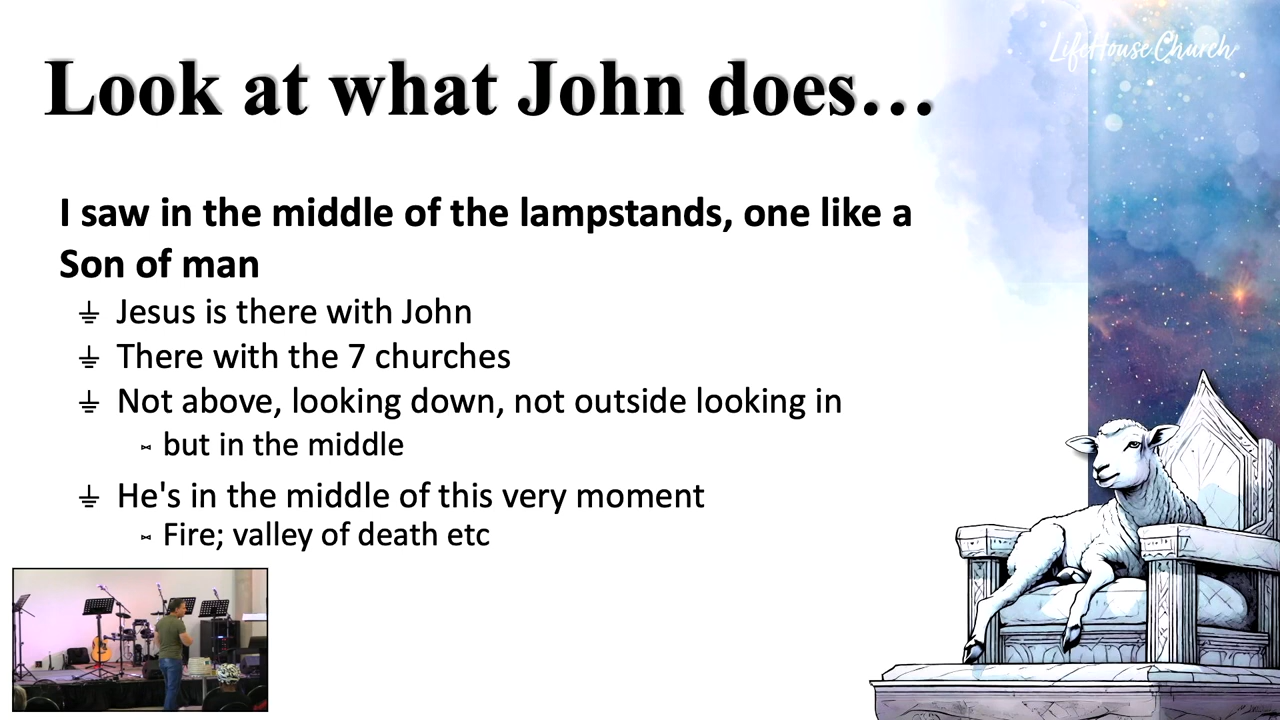 LifeHouse Church
Look at what John does…
I saw in the middle of the lampstands, one like a
Son of man
Jesus is there with John
There with the 7 churches
Not above, looking down, not outside looking in
but in the middle
He's in the middle of this very moment
Fire; valley of death etc